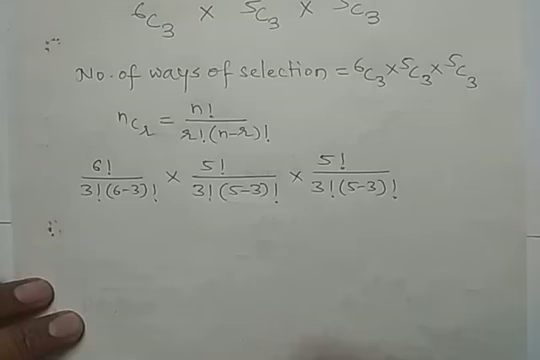 ⁶C₃ × ⁵C₃ × ⁵C₃
∴ No. of ways of selection = ⁶C₃ × ⁵C₃ × ⁵C₃
ⁿCᵣ = n! / r!(n-r)!
6! / 3!(6-3)! × 5! / 3!(5-3)! × 5! / 3!(5-3)!
∴